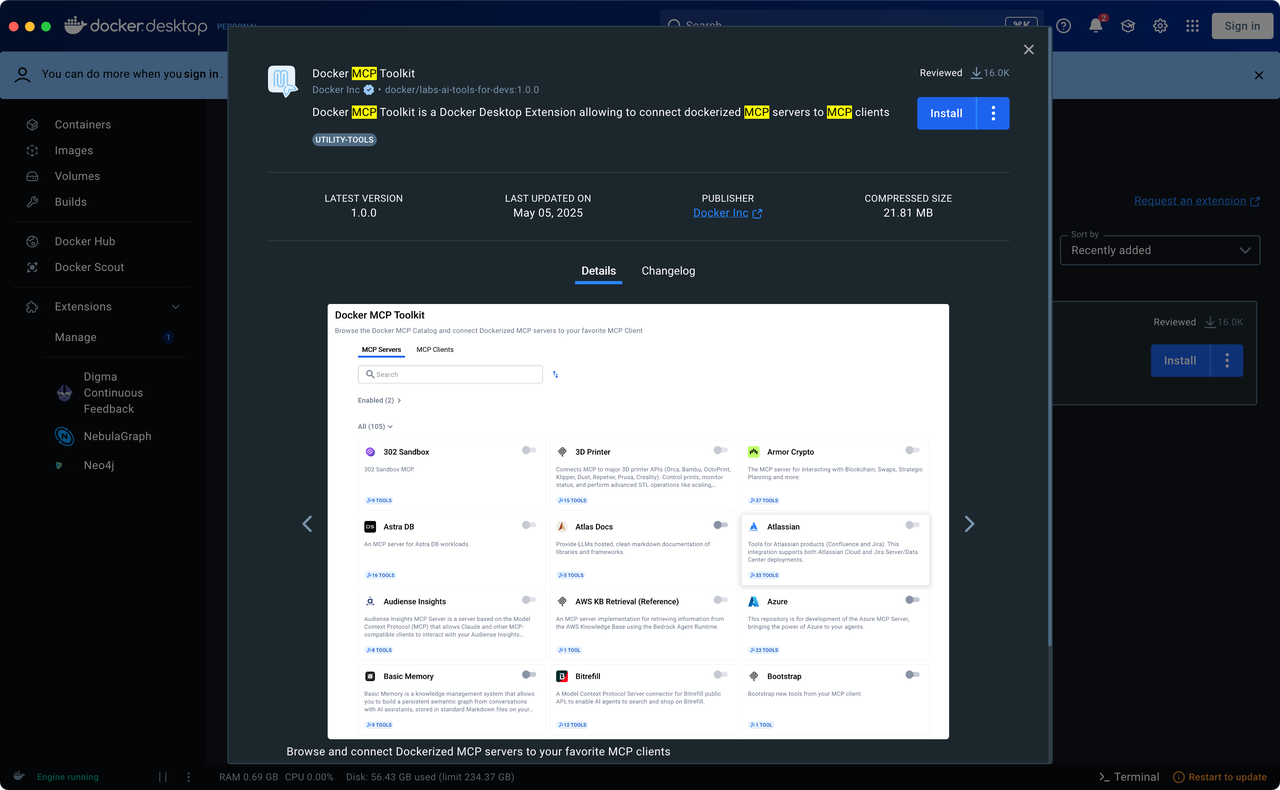 docker desktop PERSONAL
Search ⌘K
2
Sign in
You can do more when you sign in .
Containers
Images
Volumes
Builds
Docker Hub
Docker Scout
Extensions
Manage 1
Digma
Continuous
Feedback
NebulaGraph
Neo4j
Docker MCP Toolkit
Docker Inc • docker/labs-ai-tools-for-devs:1.0.0
Docker MCP Toolkit is a Docker Desktop Extension allowing to connect dockerized MCP servers to MCP clients
UTILITY-TOOLS
Reviewed 16.0K
Install
LATEST VERSION
1.0.0
LAST UPDATED ON
May 05, 2025
PUBLISHER
Docker Inc
COMPRESSED SIZE
21.81 MB
Details Changelog
Docker MCP Toolkit
Browse the Docker MCP Catalog and connect Dockerized MCP servers to your favorite MCP Client
MCP Servers MCP Clients
Search
Enabled (2)
All (105)
302 Sandbox
302 Sandbox MCP.
9 TOOLS
3D Printer
Connects MCP to major 3D printer APIs (Orca, Bambu, OctoPrint,
Klipper, Duet, Repetier, Prusa, Creality). Control prints, monitor
status, and perform advanced STL operations like scaling,...
15 TOOLS
Armor Crypto
The MCP server for interacting with Blockchain, Swaps, Strategic
Planning and more.
37 TOOLS
DS
Astra DB
An MCP server for Astra DB workloads.
16 TOOLS
Atlas Docs
Provide LLMs hosted, clean markdown documentation of
libraries and frameworks.
5 TOOLS
Atlassian
Tools for Atlassian products (Confluence and Jira). This
integration supports both Atlassian Cloud and Jira Server/Data
Center deployments.
33 TOOLS
Audiense Insights
Audiense Insights MCP Server is a server based on the Model
Context Protocol (MCP) that allows Claude and other MCP-
compatible clients to interact with your Audiense Insights...
8 TOOLS
AWS KB Retrieval (Reference)
An MCP server implementation for retrieving information from
the AWS Knowledge Base using the Bedrock Agent Runtime.
1 TOOL
Azure
This repository is for development of the Azure MCP Server,
bringing the power of Azure to your agents.
23 TOOLS
Basic Memory
Basic Memory is a knowledge management system that allows
you to build a persistent semantic graph from conversations
with AI assistants, stored in standard Markdown files on your...
9 TOOLS
B
Bitrefill
A Model Context Protocol Server connector for Bitrefill public
API, to enable AI agents to search and shop on Bitrefill.
12 TOOLS
Bootstrap
Bootstrap new tools from your MCP client.
1 TOOL
Browse and connect Dockerized MCP servers to your favorite MCP clients
Request an extension
Sort by
Recently added
Reviewed 16.0K
Install
Engine running
RAM 0.69 GB CPU 0.00% Disk: 56.43 GB used (limit 234.37 GB)
Terminal
Restart to update